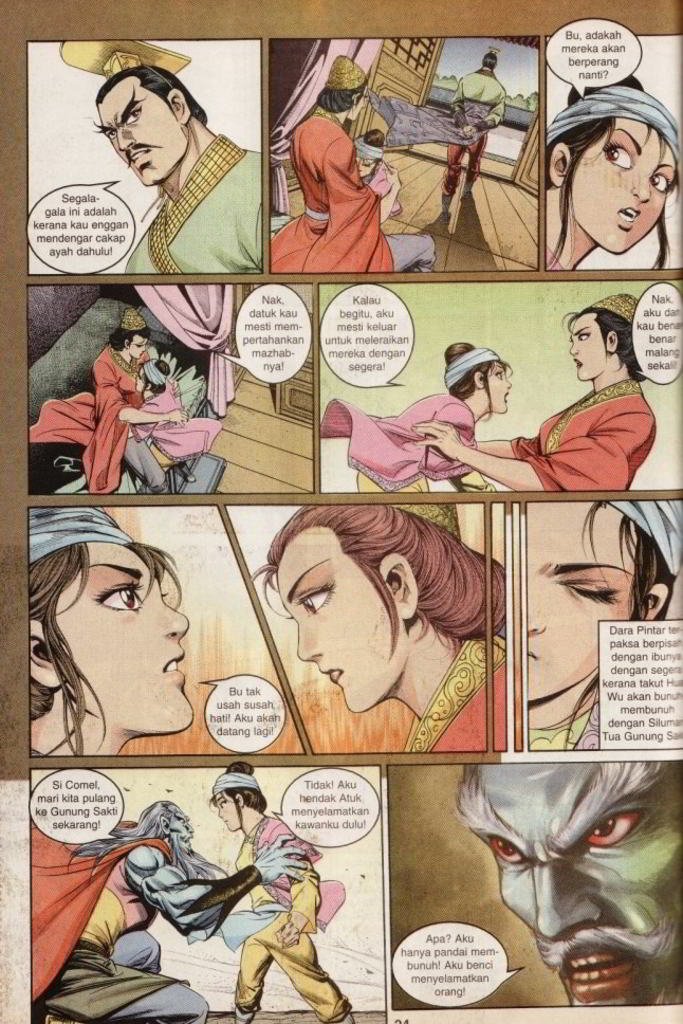 Segala-
gala ini adalah
kerana kau enggan
mendengar cakap
ayah dahulu!
Bu, adakah
mereka akan
berperang
nanti?
Nak,
datuk kau
mesti mem-
pertahankan
mazhab-
nya!
Kalau
begitu, aku
mesti keluar
untuk meleraikan
mereka dengan
segera!
Nak,
aku dan
kau benar
benar
malang
sekali!
Bu tak
usah susah
hati! Aku akan
datang lagi!
Dara Pintar ter-
paksa berpisah
dengan ibunya
dengan segera
kerana takut Hua
Wu akan bunuh
membunuh
dengan Siluman
Tua Gunung Sakti
Si Comel,
mari kita pulang
ke Gunung Sakti
sekarang!
Tidak! Aku
hendak Atuk
menyelamatkan
kawanku dulu!
Apa? Aku
hanya pandai mem-
bunuh! Aku benci
menyelamatkan
orang!